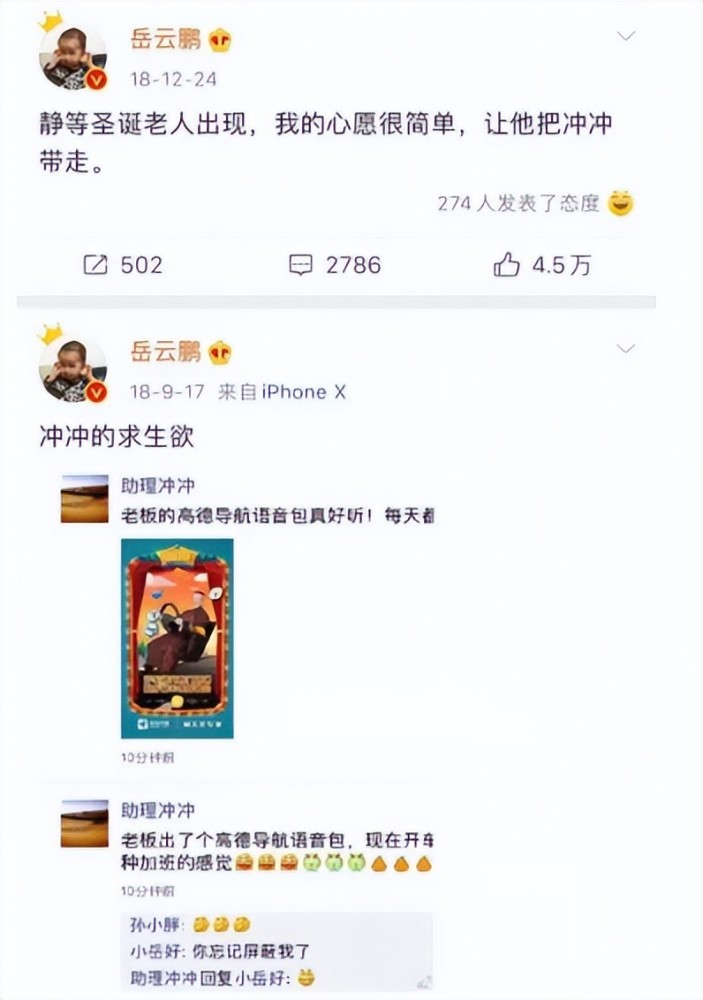 岳云鹏
18-12-24
静等圣诞老人出现，我的心愿很简单，让他把冲冲
带走。
274 人发表了态度
502 2786 4.5万
岳云鹏
18-9-17 来自 iPhone X
冲冲的求生欲
助理冲冲
老板的高德导航语音包真好听！每天都
10分钟前
助理冲冲
老板出了个高德导航语音包，现在开车
种加班的感觉
10分钟前
孙小胖:
小岳好: 你忘记屏蔽我了
助理冲冲回复小岳好: